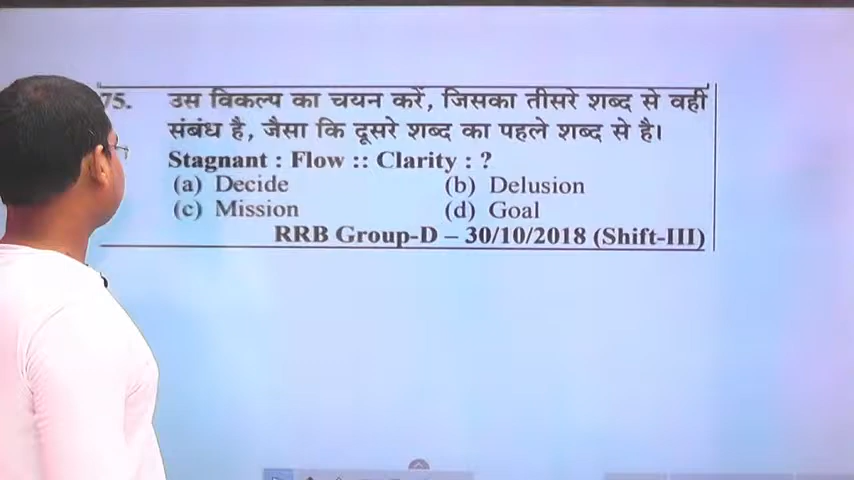 75. उस विकल्प का चयन करें, जिसका तीसरे शब्द से वही
संबंध है, जैसा कि दूसरे शब्द का पहले शब्द से है।
Stagnant : Flow :: Clarity : ?
(a) Decide (b) Delusion
(c) Mission (d) Goal
RRB Group-D – 30/10/2018 (Shift-III)